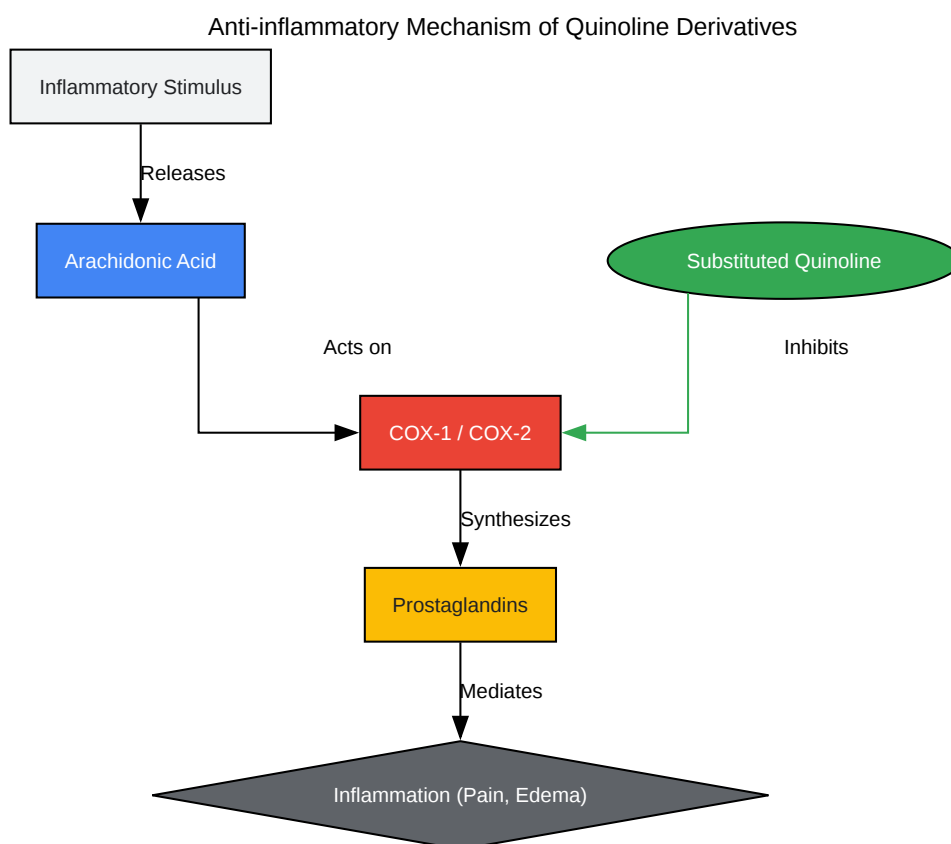 Anti-inflammatory Mechanism of Quinoline Derivatives
Inflammatory Stimulus
Releases
Arachidonic Acid
Substituted Quinoline
Acts on
Inhibits
COX-1 / COX-2
Synthesizes
Prostaglandins
Mediates
Inflammation (Pain, Edema)